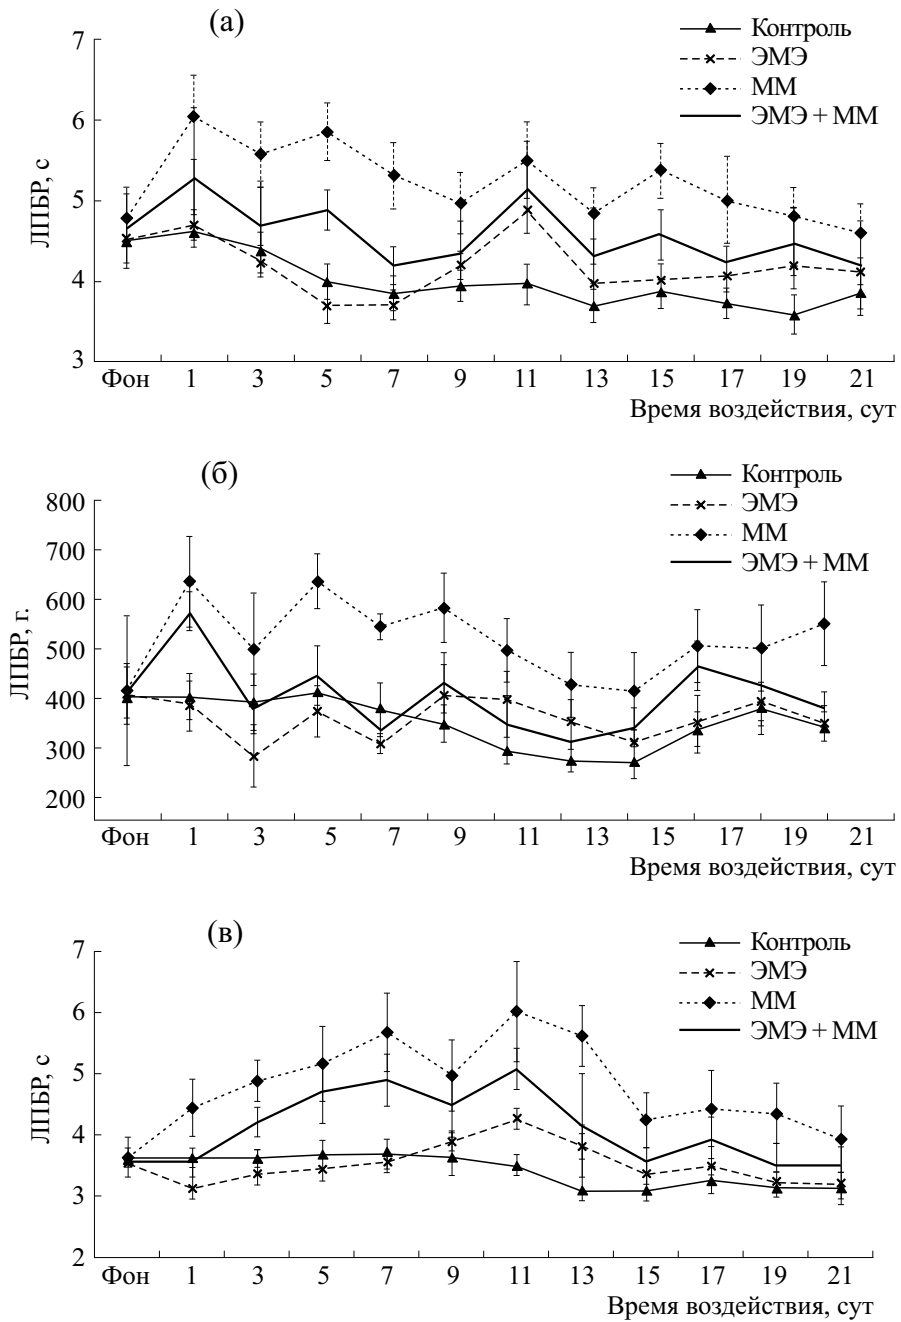 (а)
Контроль
ЭМЭ
ММ
ЭМЭ + ММ
ЛПБР, с
7
6
5
4
3
Фон 1 3 5 7 9 11 13 15 17 19 21
Время воздействия, сут
(б)
Контроль
ЭМЭ
ММ
ЭМЭ + ММ
ЛПБР, г.
800
700
600
500
400
300
200
Фон 1 3 5 7 9 11 13 15 17 19 21
Время воздействия, сут
(в)
Контроль
ЭМЭ
ММ
ЭМЭ + ММ
ЛПБР, с
7
6
5
4
3
2
Фон 1 3 5 7 9 11 13 15 17 19 21
Время воздействия, сут